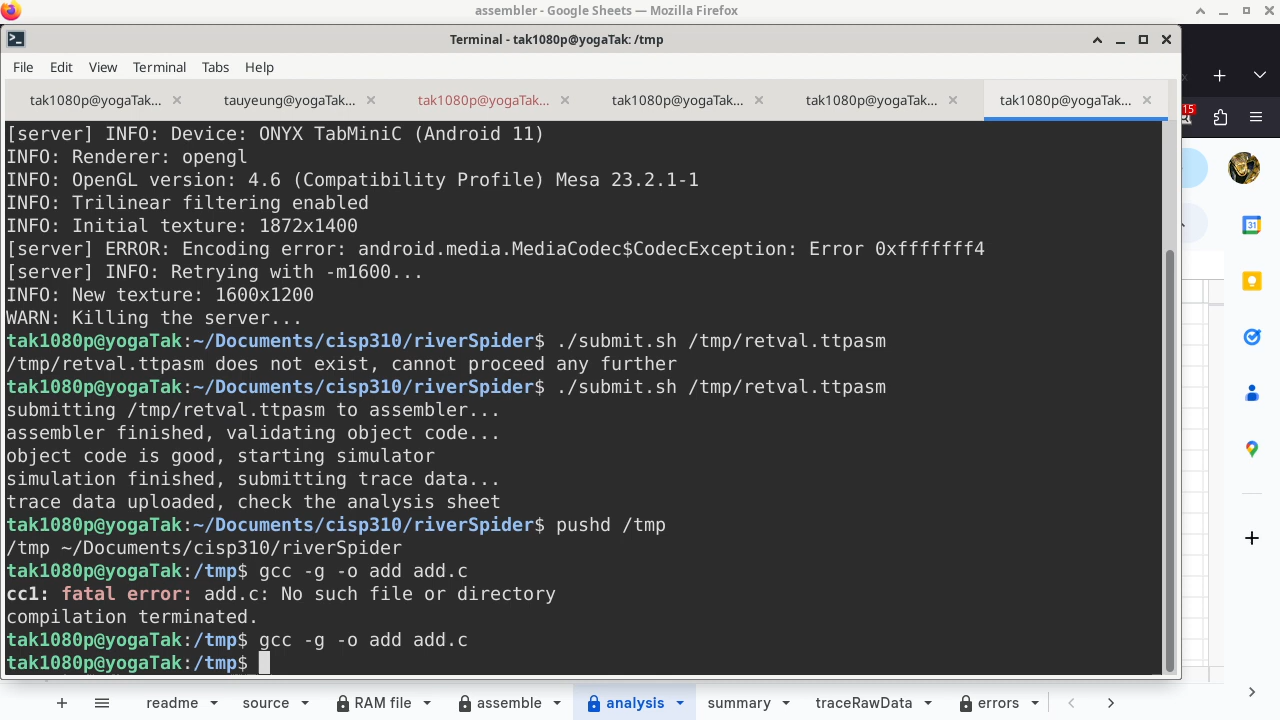 assembler - Google Sheets — Mozilla Firefox
Terminal - tak1080p@yogaTak: /tmp
File Edit View Terminal Tabs Help
tak1080p@yogaTak... tauyeung@yogaTak... tak1080p@yogaTak... tak1080p@yogaTak... tak1080p@yogaTak... tak1080p@yogaTak...
15
[server] INFO: Device: ONYX TabMiniC (Android 11)
INFO: Renderer: opengl
INFO: OpenGL version: 4.6 (Compatibility Profile) Mesa 23.2.1-1
INFO: Trilinear filtering enabled
INFO: Initial texture: 1872x1400
[server] ERROR: Encoding error: android.media.MediaCodec$CodecException: Error 0xfffffff4
[server] INFO: Retrying with -m1600...
INFO: New texture: 1600x1200
WARN: Killing the server...
tak1080p@yogaTak:~/Documents/cisp310/riverSpider$ ./submit.sh /tmp/retval.ttpasm
/tmp/retval.ttpasm does not exist, cannot proceed any further
tak1080p@yogaTak:~/Documents/cisp310/riverSpider$ ./submit.sh /tmp/retval.ttpasm
submitting /tmp/retval.ttpasm to assembler...
assembler finished, validating object code...
object code is good, starting simulator
simulation finished, submitting trace data...
trace data uploaded, check the analysis sheet
tak1080p@yogaTak:~/Documents/cisp310/riverSpider$ pushd /tmp
/tmp ~/Documents/cisp310/riverSpider
tak1080p@yogaTak:/tmp$ gcc -g -o add add.c
cc1: fatal error: add.c: No such file or directory
compilation terminated.
tak1080p@yogaTak:/tmp$ gcc -g -o add add.c
tak1080p@yogaTak:/tmp$
31
readme source RAM file assemble analysis summary traceRawData errors